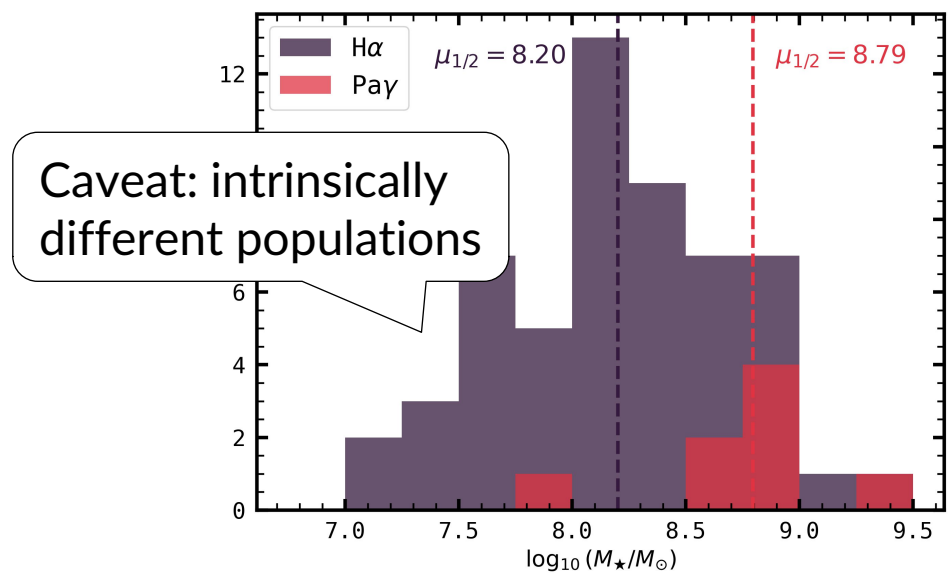 Hα
Paγ
μ1/2 = 8.20
μ1/2 = 8.79
12
Caveat: intrinsically
different populations
6
4
2
0
7.0 7.5 8.0 8.5 9.0 9.5
log10 (M★/M⊙)